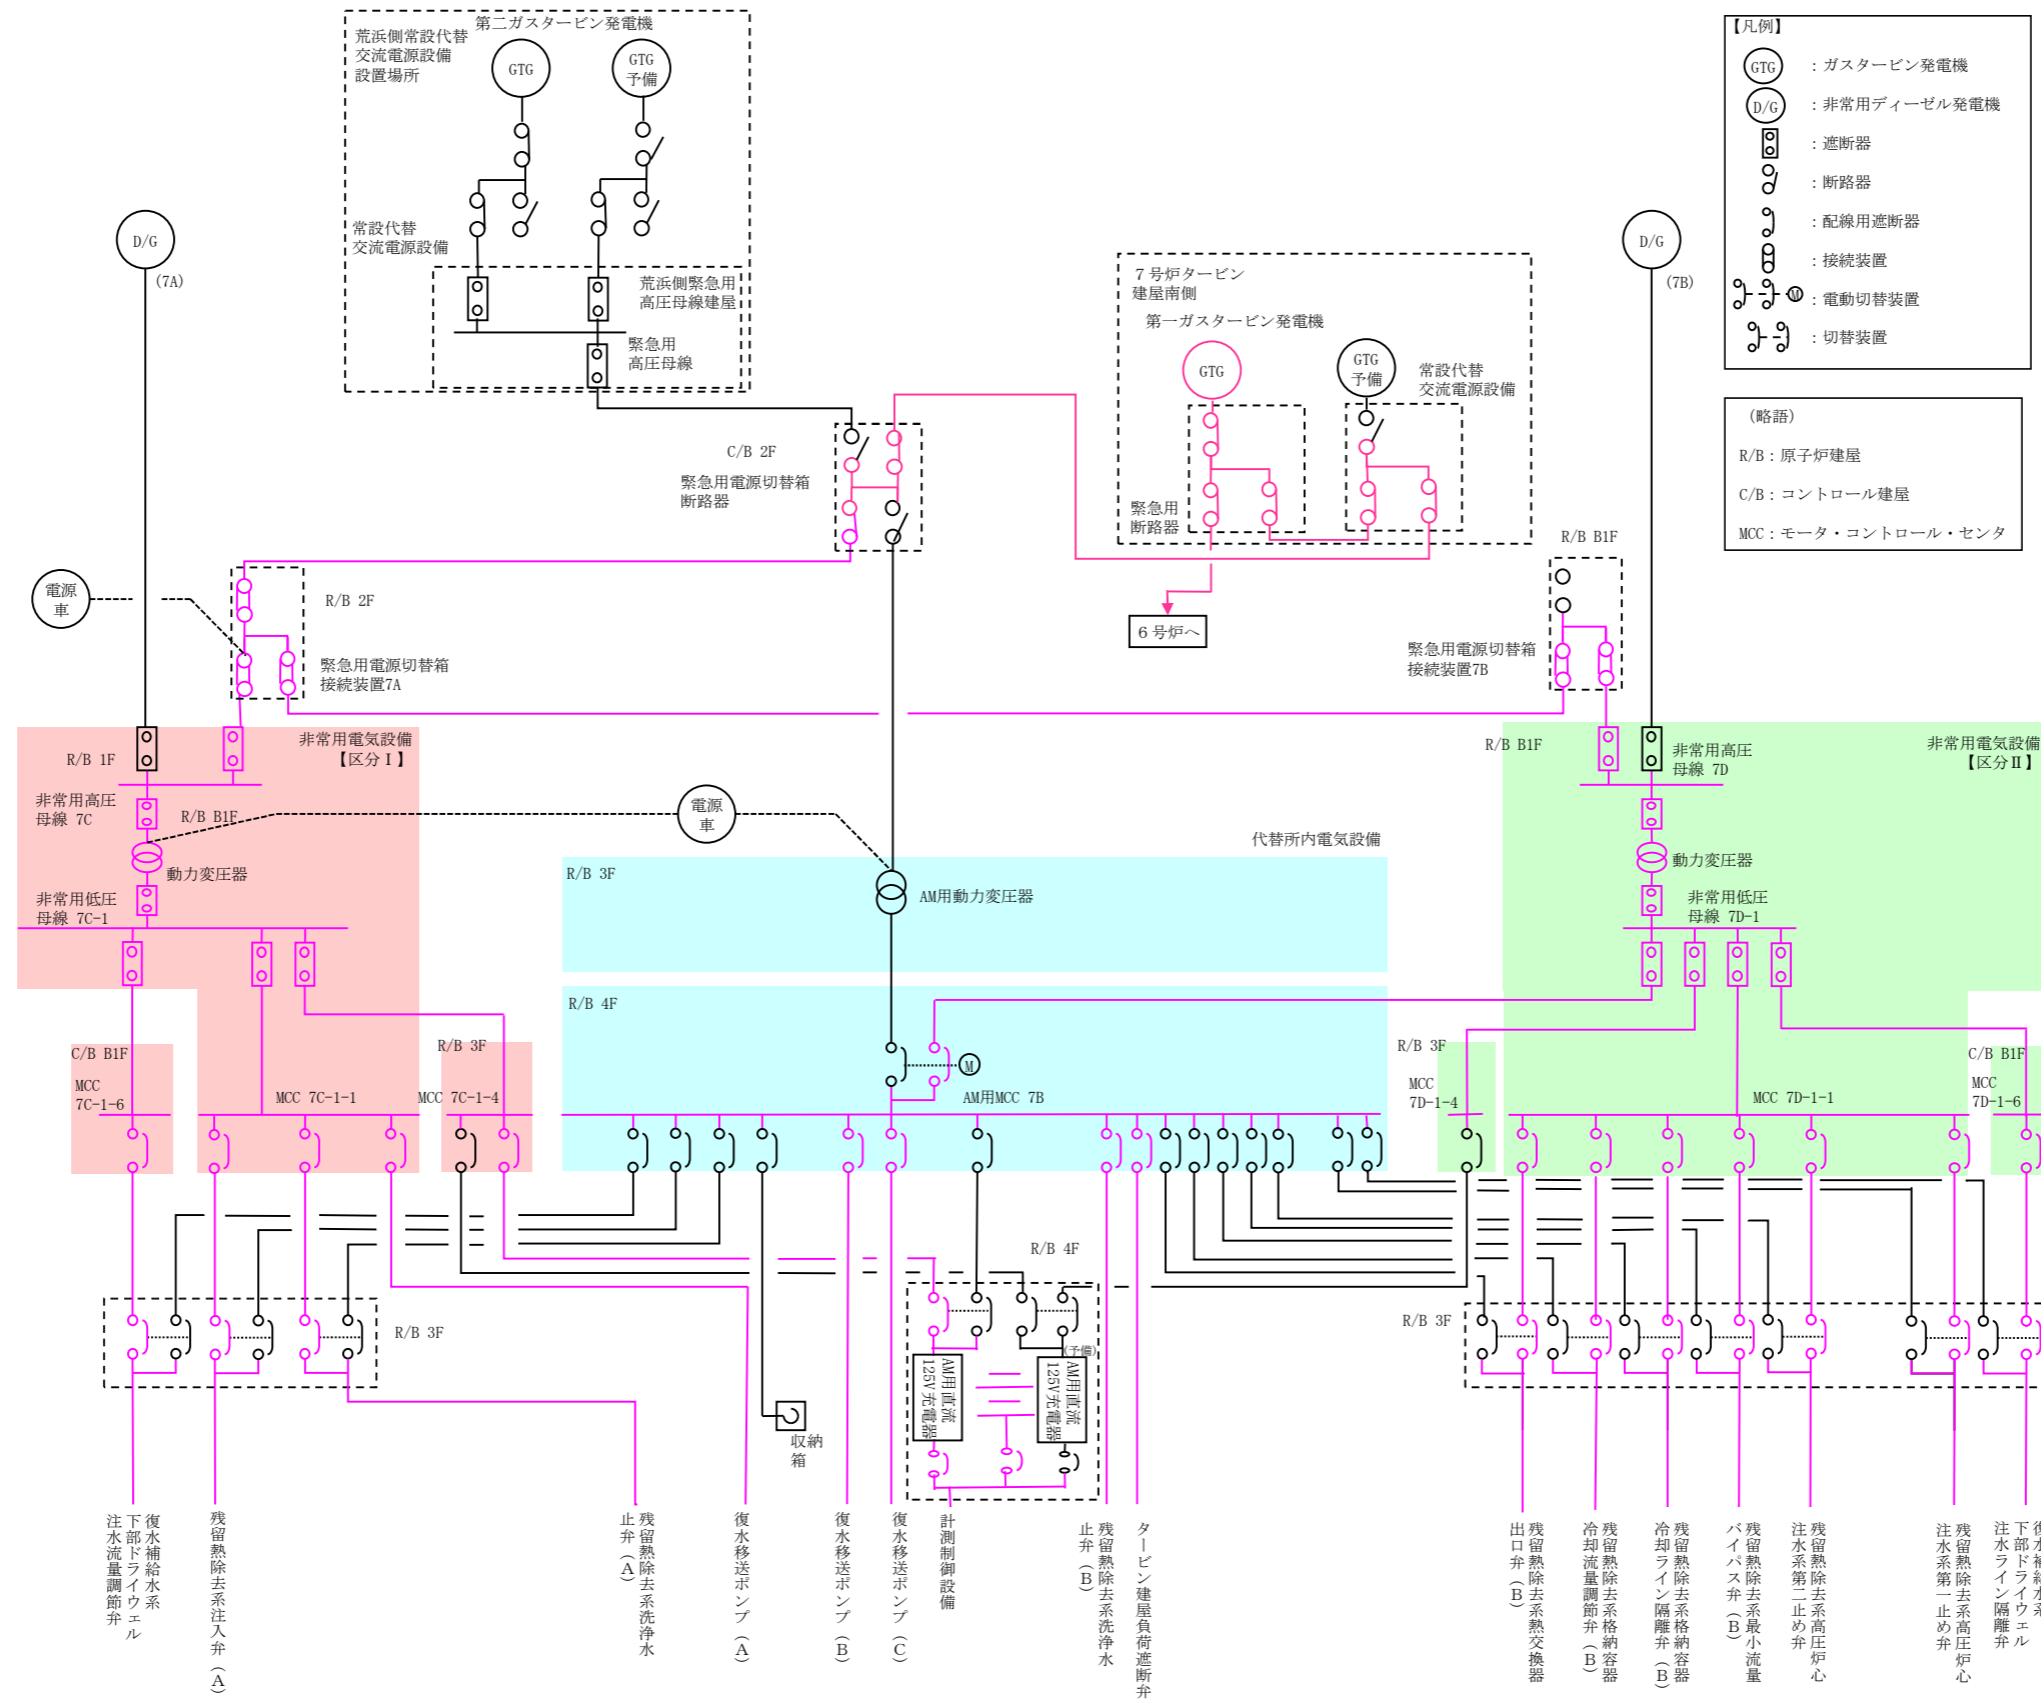 第二ガスタービン発電機
荒浜側常設代替
交流電源設備
設置場所
GTG
GTG
予備
常設代替
交流電源設備
荒浜側緊急用
高圧母線建屋
緊急用
高圧母線
D/G
(7A)
7号炉タービン
建屋南側
第一ガスタービン発電機
GTG
GTG
予備
常設代替
交流電源設備
緊急用
断路器
D/G
(7B)
【凡例】
GTG
：ガスタービン発電機
D/G
：非常用ディーゼル発電機
：遮断器
：断路器
：配線用遮断器
：接続装置
M
：電動切替装置
：切替装置
（略語）
R/B：原子炉建屋
C/B：コントロール建屋
MCC：モータ・コントロール・センタ
C/B 2F
緊急用電源切替箱
断路器
電源
車
R/B 2F
緊急用電源切替箱
接続装置7A
6号炉へ
R/B B1F
緊急用電源切替箱
接続装置7B
非常用電気設備
【区分Ⅰ】
R/B 1F
非常用高圧
母線 7C
R/B B1F
動力変圧器
非常用低圧
母線 7C-1
電源
車
代替所内電気設備
R/B 3F
AM用動力変圧器
R/B B1F
非常用高圧
母線 7D
非常用電気設備
【区分Ⅱ】
動力変圧器
非常用低圧
母線 7D-1
R/B 4F
M
AM用MCC 7B
C/B B1F
MCC
7C-1-6
MCC 7C-1-1
R/B 3F
MCC 7C-1-4
R/B 3F
MCC
7D-1-4
MCC 7D-1-1
C/B B1F
MCC
7D-1-6
R/B 3F
R/B 4F
(予備)
AM用直流
125V充電器
AM用直流
125V充電器
収納
箱
R/B 3F
復水補給水系
下部ドライウェル
注水流量調節弁
残留熱除去系注入弁（A）
残留熱除去系洗浄水
止弁（A）
復水移送ポンプ（A）
復水移送ポンプ（B）
復水移送ポンプ（C）
計測制御設備
残留熱除去系洗浄水
止弁（B）
タービン建屋負荷遮断弁
残留熱除去系熱交換器
出口弁（B）
残留熱除去系格納容器
冷却流量調節弁（B）
残留熱除去系格納容器
冷却ライン隔離弁（B）
残留熱除去系最小流量
バイパス弁（B）
残留熱除去系高圧炉心
注水系第二止め弁
残留熱除去系高圧炉心
注水系第一止め弁
復水補給水系
下部ドライウェル
注水ライン隔離弁